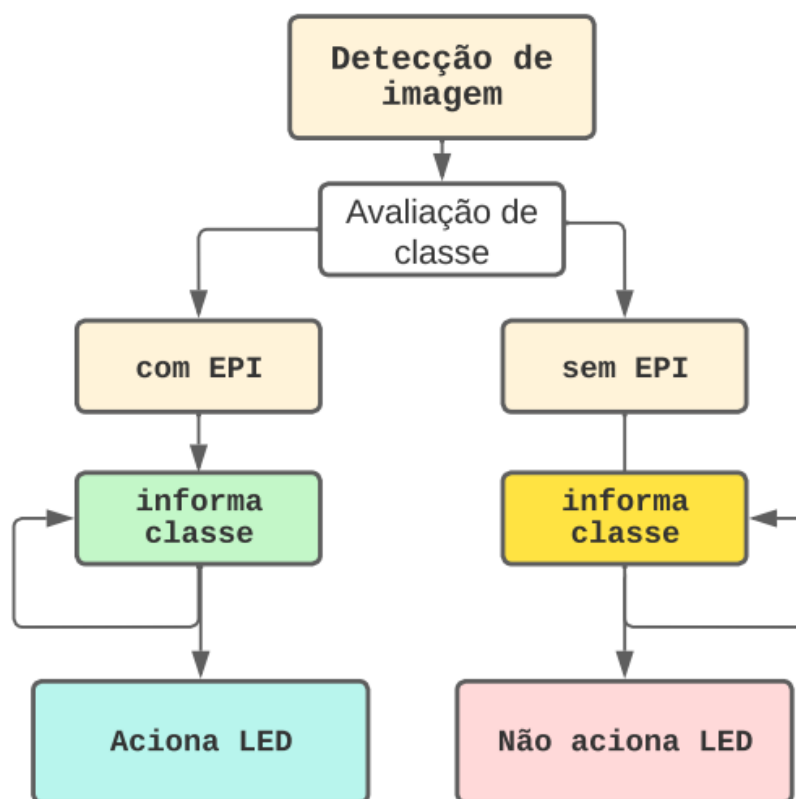 Detecção de
imagem
Avaliação de
classe
com EPI
sem EPI
informa
classe
informa
classe
Aciona LED
Não aciona LED